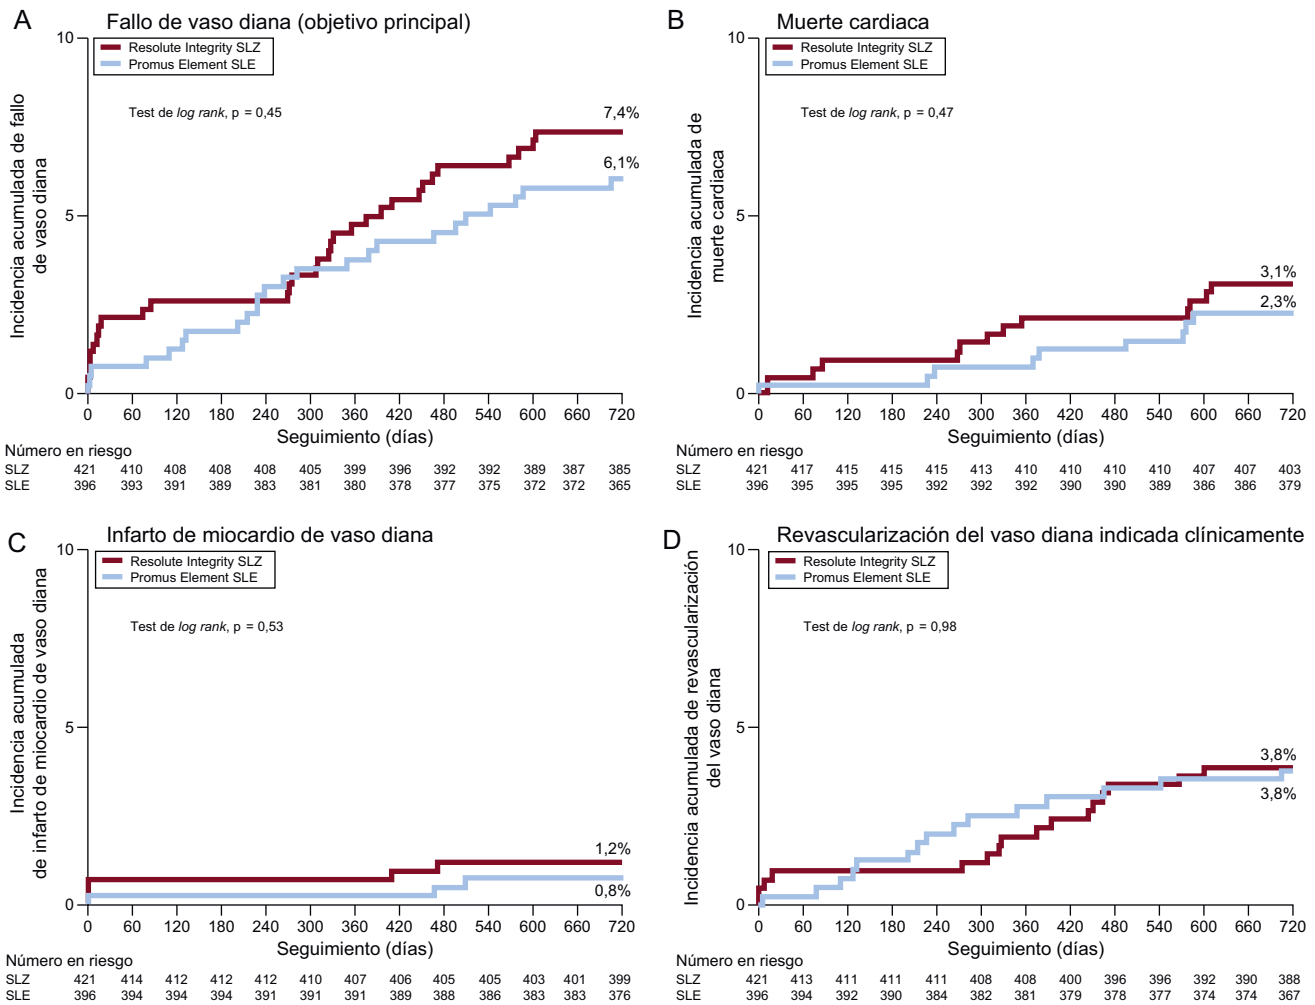 A
Fallo de vaso diana (objetivo principal)
10
Resolute Integrity SLZ
Promus Element SLE
Test de log rank, p = 0,45
7,4%
6,1%
Incidencia acumulada de fallo
de vaso diana
5
0
0 60 120 180 240 300 360 420 480 540 600 660 720
Seguimiento (días)
Número en riesgo
SLZ 421 410 408 408 408 405 399 396 392 392 389 387 385
SLE 396 393 391 389 383 381 380 378 377 375 372 372 365
B
Muerte cardiaca
10
Resolute Integrity SLZ
Promus Element SLE
Test de log rank, p = 0,47
Incidencia acumulada de
muerte cardiaca
5
3,1%
2,3%
0
0 60 120 180 240 300 360 420 480 540 600 660 720
Seguimiento (días)
Número en riesgo
SLZ 421 417 415 415 415 413 410 410 410 410 407 407 403
SLE 396 395 395 395 392 392 392 390 390 389 386 386 379
C
Infarto de miocardio de vaso diana
10
Resolute Integrity SLZ
Promus Element SLE
Test de log rank, p = 0,53
Incidencia acumulada
de infarto de miocardio de vaso diana
5
1,2%
0,8%
0
0 60 120 180 240 300 360 420 480 540 600 660 720
Seguimiento (días)
Número en riesgo
SLZ 421 414 412 412 412 410 407 406 405 405 403 401 399
SLE 396 394 394 394 391 391 391 389 388 386 383 383 376
D
Revascularización del vaso diana indicada clínicamente
10
Resolute Integrity SLZ
Promus Element SLE
Test de log rank, p = 0,98
Incidencia acumulada de revascularización
del vaso diana
5
3,8%
3,8%
0
0 60 120 180 240 300 360 420 480 540 600 660 720
Seguimiento (días)
Número en riesgo
SLZ 421 413 411 411 411 408 408 400 396 396 392 390 388
SLE 396 394 392 390 384 382 381 379 378 377 374 374 367